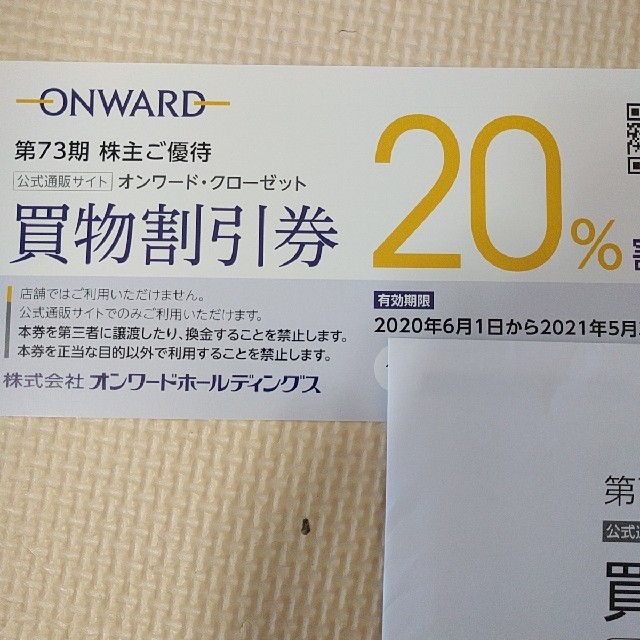 ONWARD
第73期 株主ご優待
公式通販サイト オンワード・クローゼット
買物割引券
20%
店舗ではご利用いただけません。
公式通販サイトでのみご利用いただけます。
本券を第三者に譲渡したり、換金することを禁止します。
本券を正当な目的以外で利用することを禁止します。
株式会社 オンワードホールディングス
有効期限
2020年6月1日から2021年5月
第
公式
買